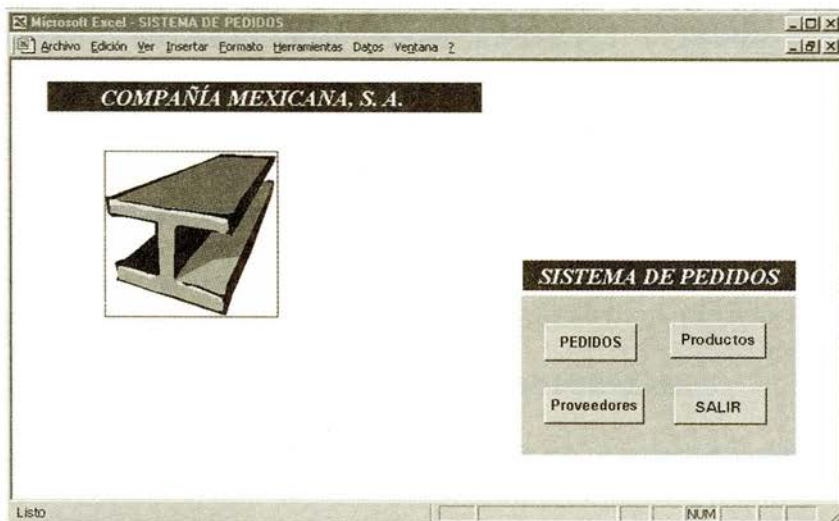 Microsoft Excel - SISTEMA DE PEDIDOS
Archivo Edición Ver Insertar Formato Herramientas Datos Ventana ?
COMPAÑÍA MEXICANA, S. A.
SISTEMA DE PEDIDOS
PEDIDOS Productos
Proveedores SALIR
Listo NUM